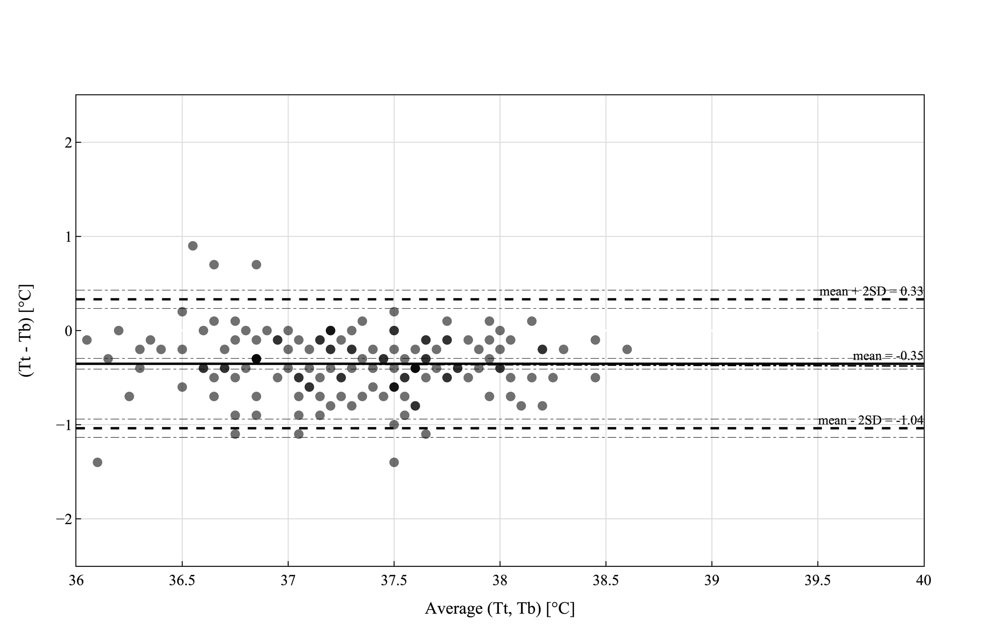 2
1
0
−1
−2
(Tt - Tb) [°C]
mean + 2SD = 0.33
mean = -0.35
mean - 2SD = -1.04
36 36.5 37 37.5 38 38.5 39 39.5 40
Average (Tt, Tb) [°C]